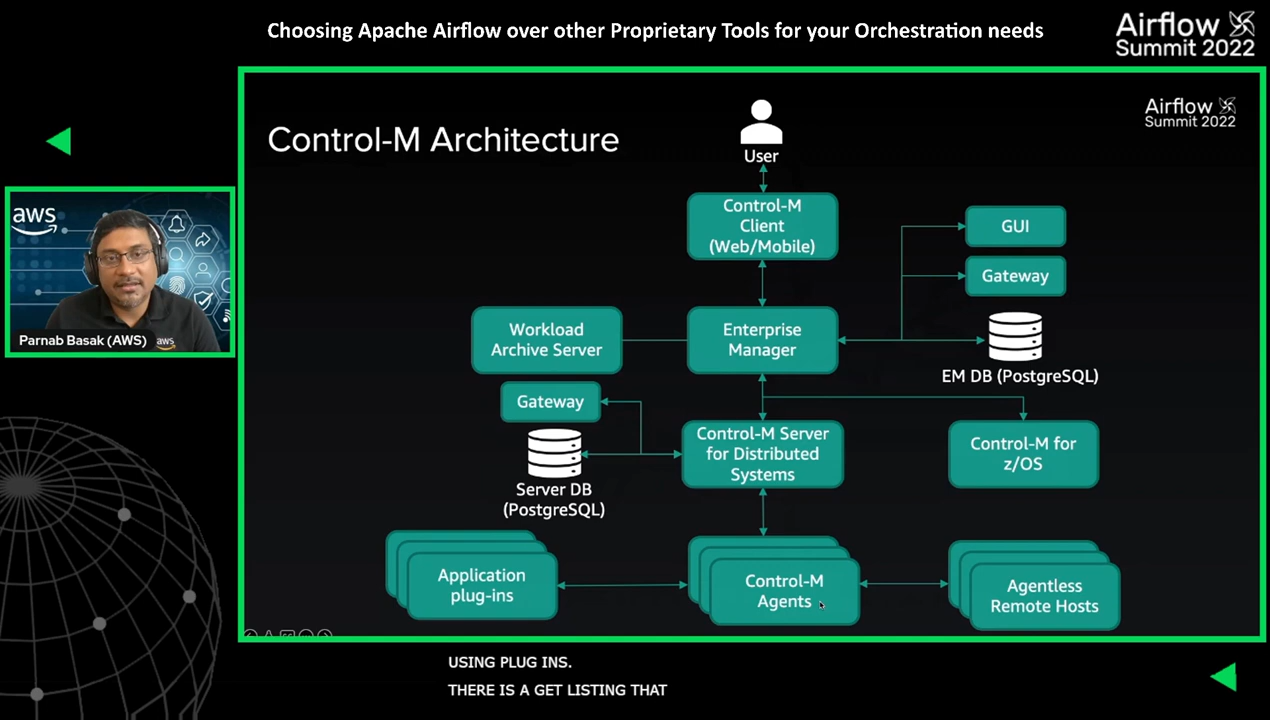 Choosing Apache Airflow over other Proprietary Tools for your Orchestration needs
Airflow
Summit 2022
Airflow
Summit 2022
Control-M Architecture
User
Control-M
Client
(Web/Mobile)
GUI
Gateway
Workload
Archive Server
Enterprise
Manager
EM DB (PostgreSQL)
Gateway
Control-M Server
for Distributed
Systems
Control-M for
z/OS
Server DB
(PostgreSQL)
Application
plug-ins
Control-M
Agents
Agentless
Remote Hosts
aws
Parnab Basak (AWS)
aws
USING PLUG INS.
THERE IS A GET LISTING THAT